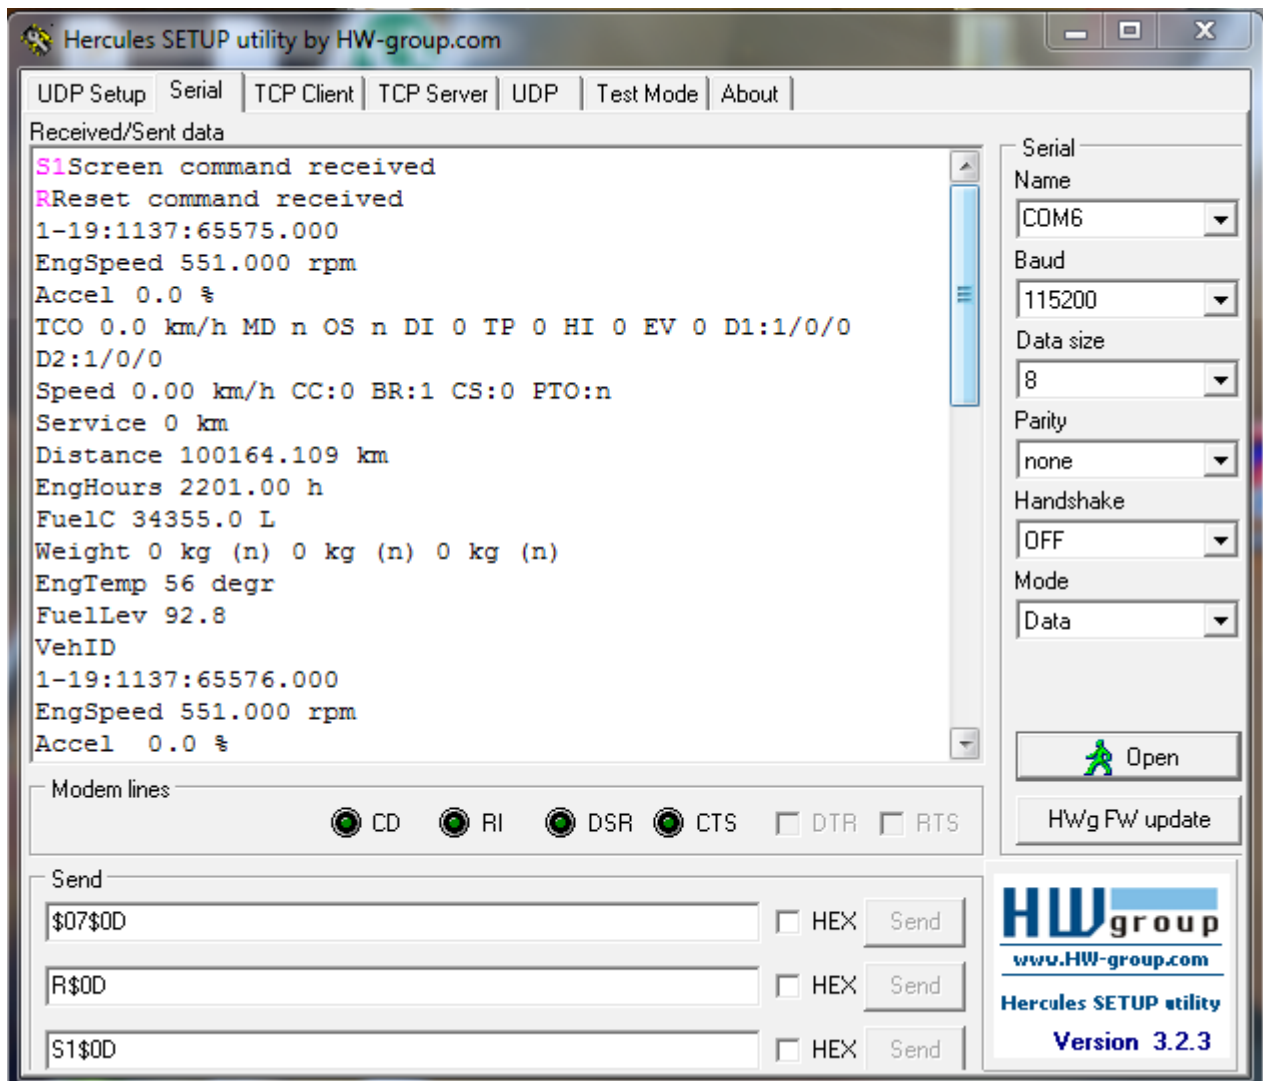 Hercules SETUP utility by HW-group.com
UDP Setup Serial TCP Client TCP Server UDP Test Mode About
Received/Sent data
S1Screen command received
RReset command received
1-19:1137:65575.000
EngSpeed 551.000 rpm
Accel 0.0 %
TCO 0.0 km/h MD n OS n DI 0 TP 0 HI 0 EV 0 D1:1/0/0
D2:1/0/0
Speed 0.00 km/h CC:0 BR:1 CS:0 PTO:n
Service 0 km
Distance 100164.109 km
EngHours 2201.00 h
FuelC 34355.0 L
Weight 0 kg (n) 0 kg (n) 0 kg (n)
EngTemp 56 degr
FuelLev 92.8
VehID
1-19:1137:65576.000
EngSpeed 551.000 rpm
Accel  0.0 %
Serial
Name
COM6
Baud
115200
Data size
8
Parity
none
Handshake
OFF
Mode
Data
Open
HWg FW update
Modem lines
CD RI DSR CTS DTR RTS
Send
$07$0D HEX Send
R$0D HEX Send
S1$0D HEX Send
HWgroup
www.HW-group.com
Hercules SETUP utility
Version 3.2.3